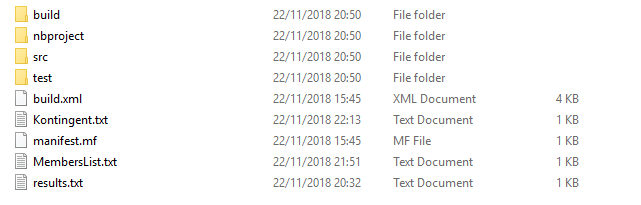 build 22/11/2018 20:50 File folder
nbproject 22/11/2018 20:50 File folder
src 22/11/2018 20:50 File folder
test 22/11/2018 20:50 File folder
build.xml 22/11/2018 15:45 XML Document 4 KB
Kontingent.txt 22/11/2018 22:13 Text Document 1 KB
manifest.mf 22/11/2018 15:45 MF File 1 KB
MembersList.txt 22/11/2018 21:51 Text Document 1 KB
results.txt 22/11/2018 20:32 Text Document 1 KB